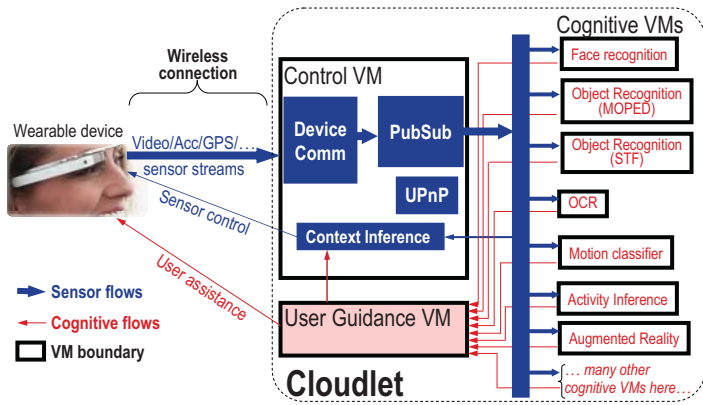 Cognitive VMs
Wireless
connection
Control VM
Face recognition
Object Recognition
(MOPED)
Wearable device
Video/Acc/GPS/…
sensor streams
Device
Comm
PubSub
Object Recognition
(STF)
UPnP
OCR
Sensor control
Context Inference
Motion classifier
User assistance
Sensor flows
Activity Inference
Cognitive flows
User Guidance VM
Augmented Reality
VM boundary
Cloudlet
… many other
cognitive VMs here…